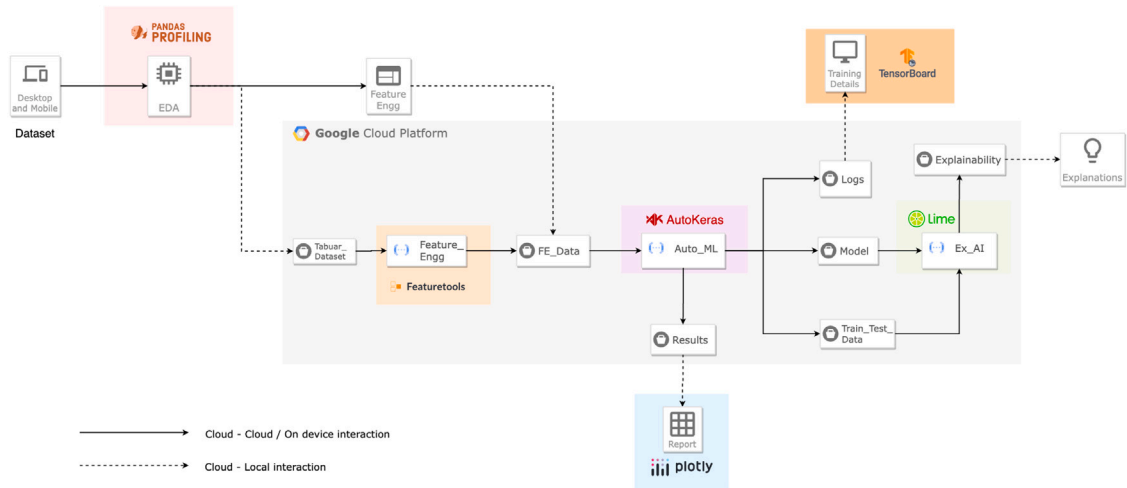 PANDAS
PROFILING
Desktop
and Mobile
Dataset
EDA
Feature
Engg
Training
Details
TensorBoard
Google Cloud Platform
Explainability
Explanations
Logs
AutoKeras
Lime
Tabuar_
Dataset
Feature_
Engg
FE_Data
Auto_ML
Model
Ex_AI
Featuretools
Results
Train_Test_
Data
Report
plotly
Cloud - Cloud / On device interaction
Cloud - Local interaction